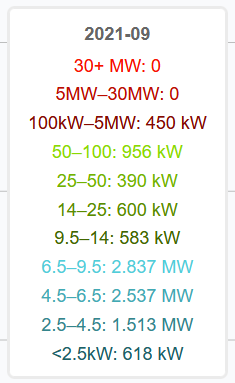 2021-09
30+ MW: 0
5MW–30MW: 0
100kW–5MW: 450 kW
50–100: 956 kW
25–50: 390 kW
14–25: 600 kW
9.5–14: 583 kW
6.5–9.5: 2.837 MW
4.5–6.5: 2.537 MW
2.5–4.5: 1.513 MW
<2.5kW: 618 kW